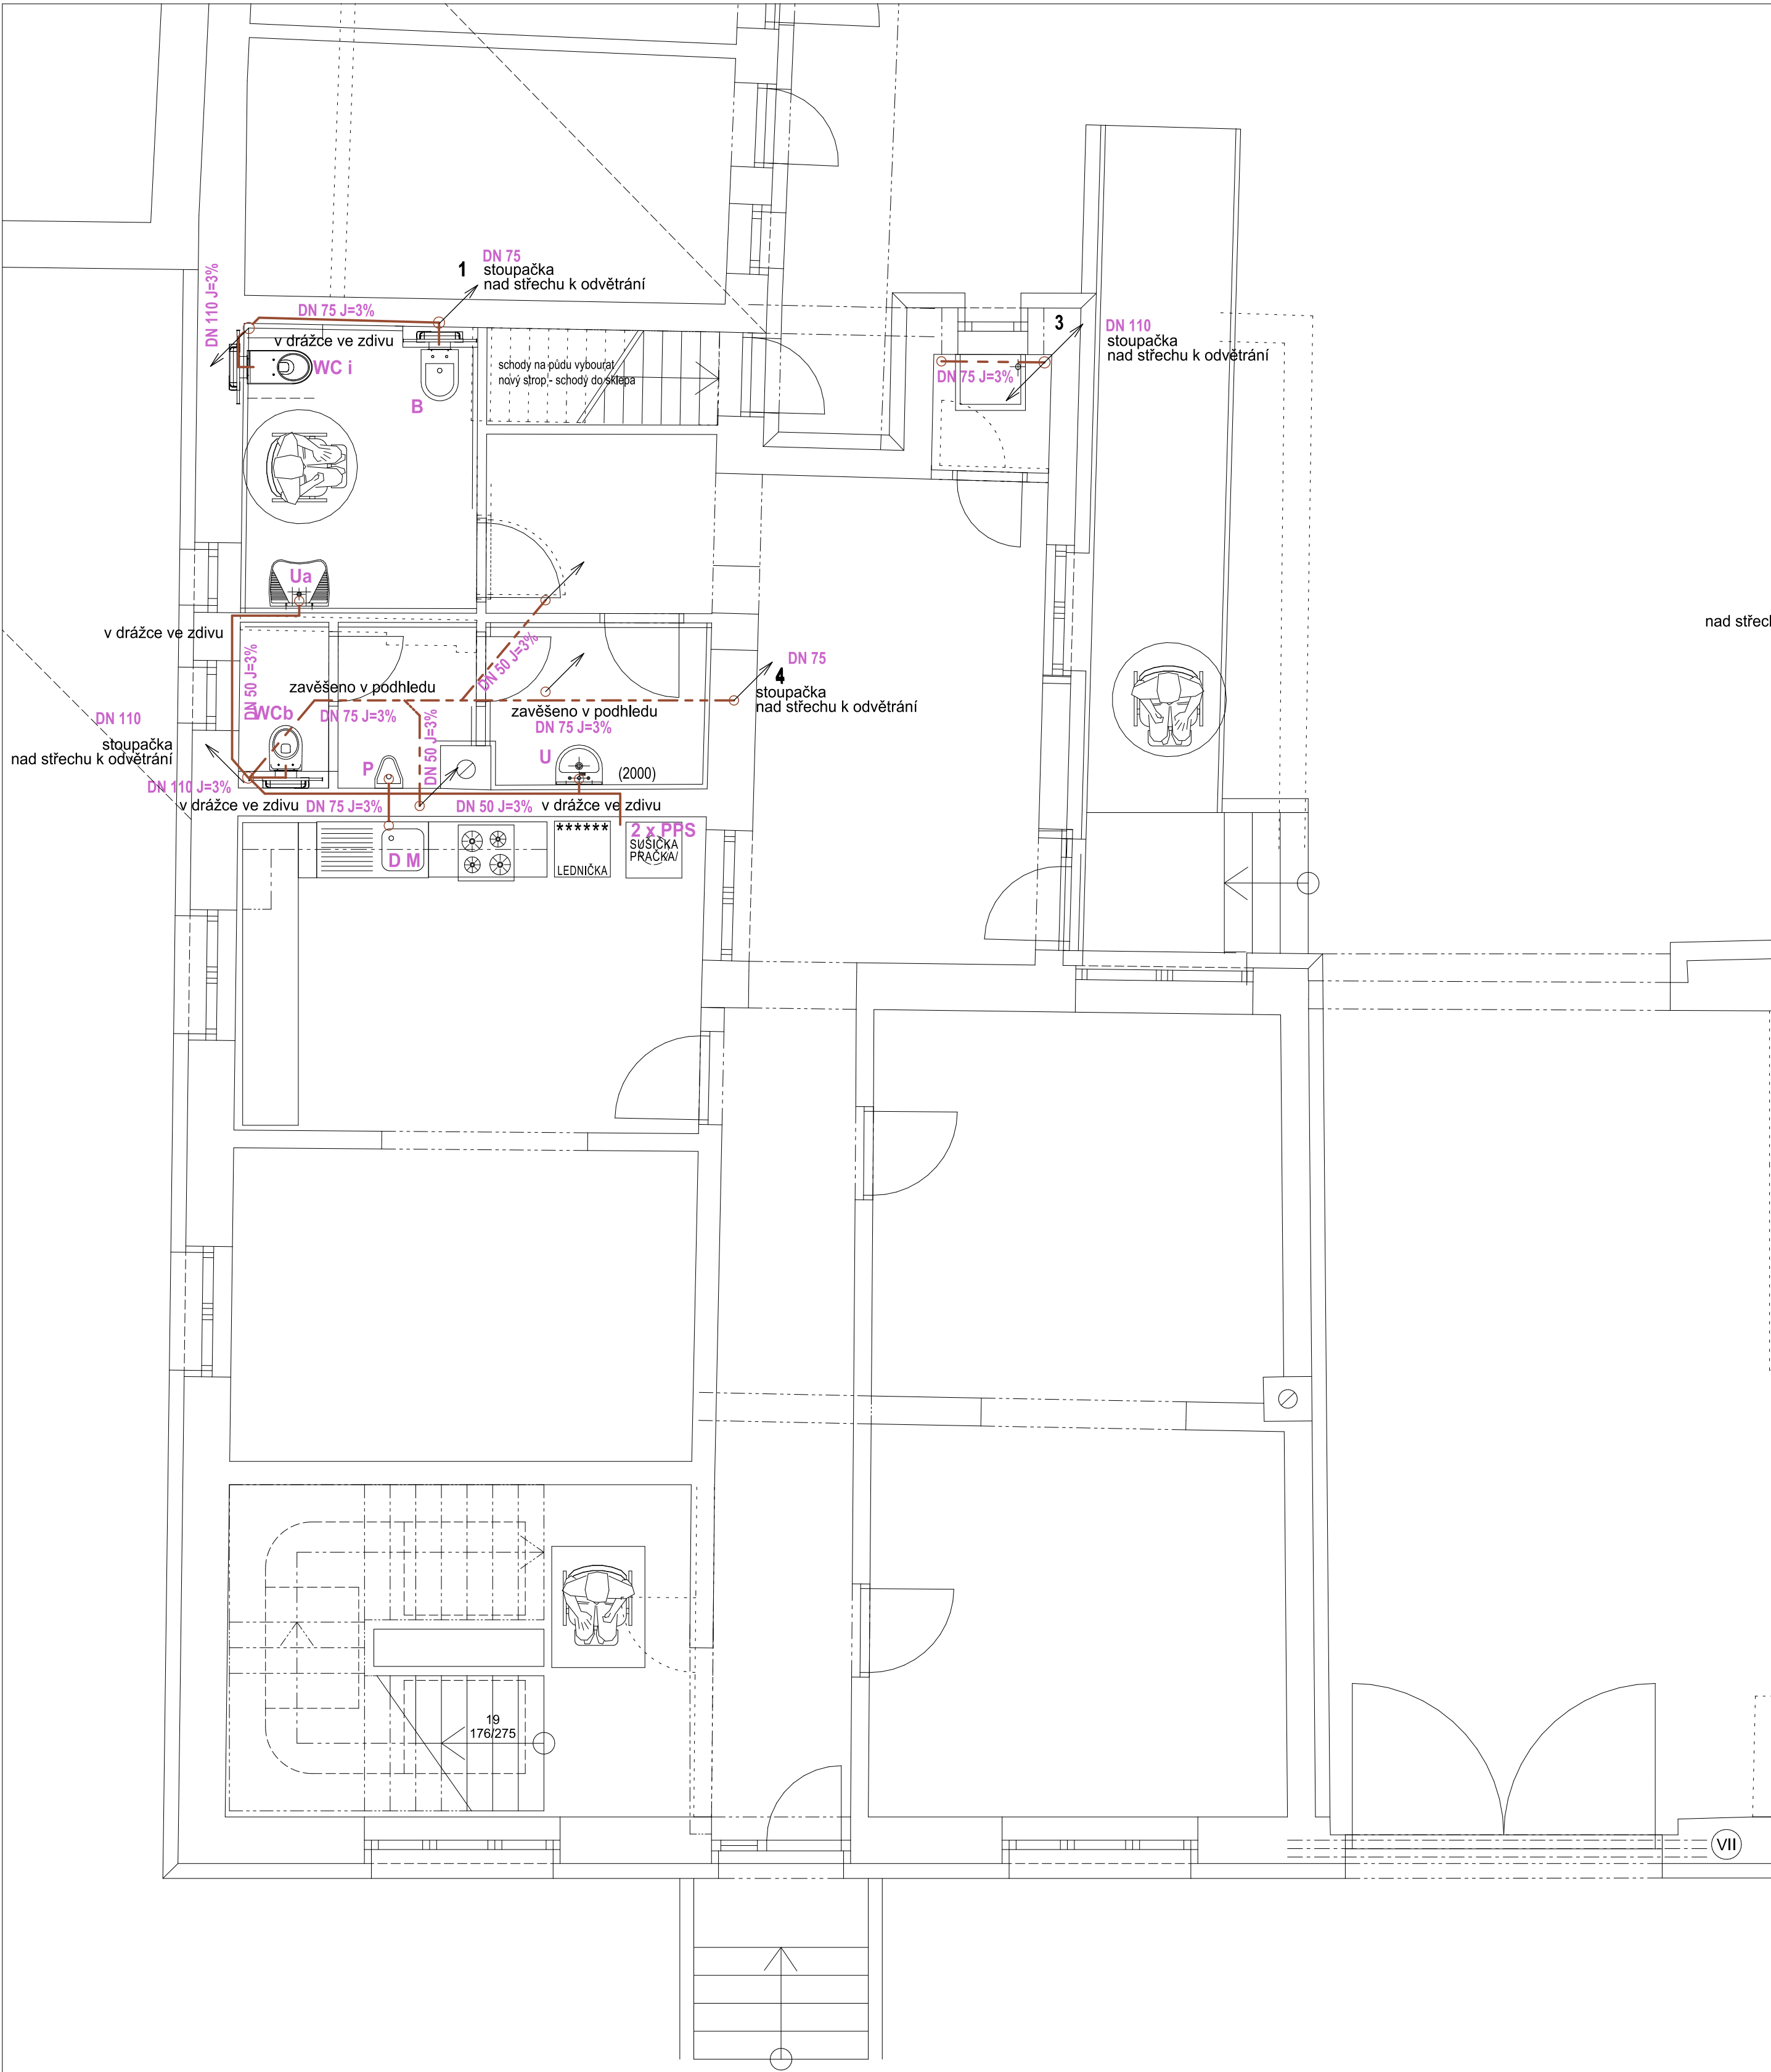 DN 75
1 stoupačka
nad střechu k odvětrání
DN 110 J=3%
DN 75 J=3%
v drážce ve zdivu
WC i
B
schody na půdu vybourat
nový strop - schody do sklepa
3
DN 110
stoupačka
nad střechu k odvětrání
DN 75 J=3%
Ua
v drážce ve zdivu
nad střech
DN 50 J=3%
DN 50 J=3%
DN 75
4
stoupačka
nad střechu k odvětrání
zavěšeno v podhledu
WCb
DN 75 J=3%
zavěšeno v podhledu
DN 75 J=3%
DN 50 J=3%
DN 110
stoupačka
nad střechu k odvětrání
P
U
(2000)
DN 110 J=3%
v drážce ve zdivu
DN 75 J=3%
DN 50 J=3%
v drážce ve zdivu
D M
******
LEDNIČKA
2 x PPS
SUŠIČKA
PRAČKA/
19
176/275
VII